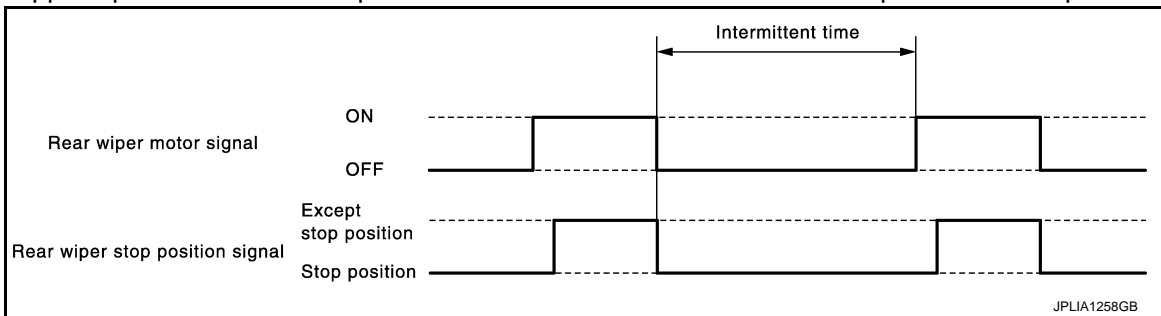 Intermittent time
ON
Rear wiper motor signal
OFF
Except
stop position
Rear wiper stop position signal
Stop position
JPLIA1258GB